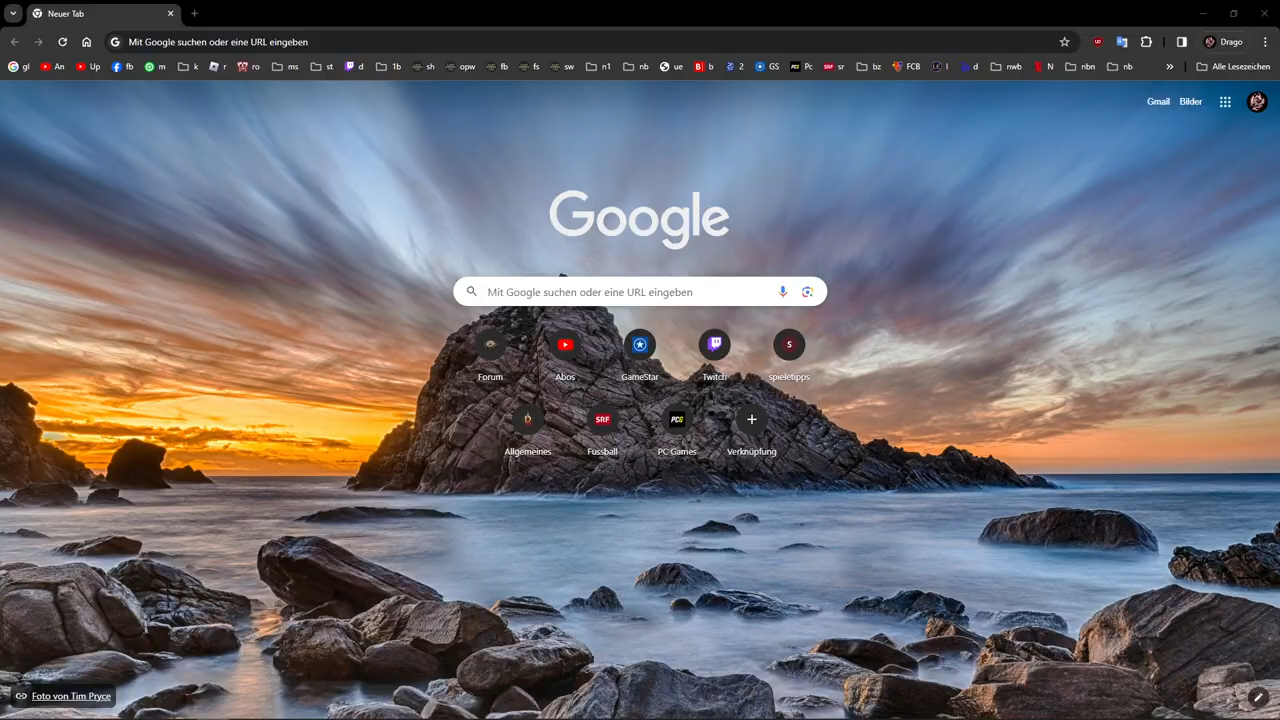 Neuer Tab
Mit Google suchen oder eine URL eingeben
Drago
gl An Up fb m k r ro ms st d 1b sh opw fb fs sw n1 nb ue b 2 GS Pc sr bz FCB l d nwb N nbn nb » Alle Lesezeichen
Gmail Bilder
Google
Mit Google suchen oder eine URL eingeben
Forum Abos GameStar Twitch spieletipps
S
SRF PCG
Allgemeines Fussball PC Games Verknüpfung
Foto von Tim Pryce